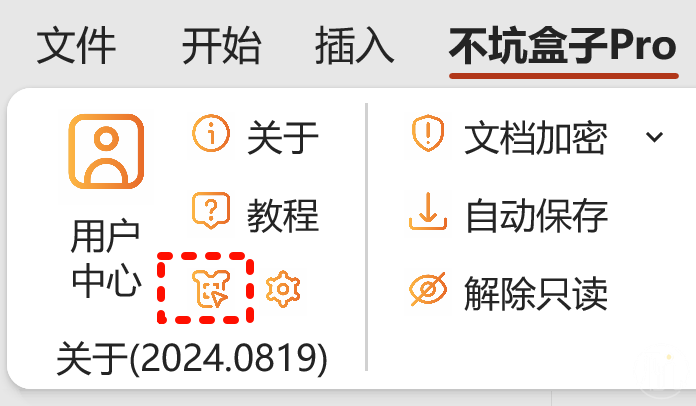 文件 开始 插入 不坑盒子Pro
用户
中心
关于
教程
关于(2024.0819)
文档加密
自动保存
解除只读